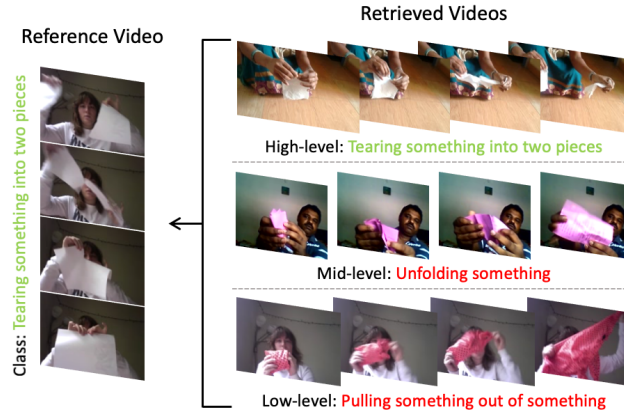 Reference Video
Class: Tearing something into two pieces
Retrieved Videos
High-level: Tearing something into two pieces
Mid-level: Unfolding something
Low-level: Pulling something out of something